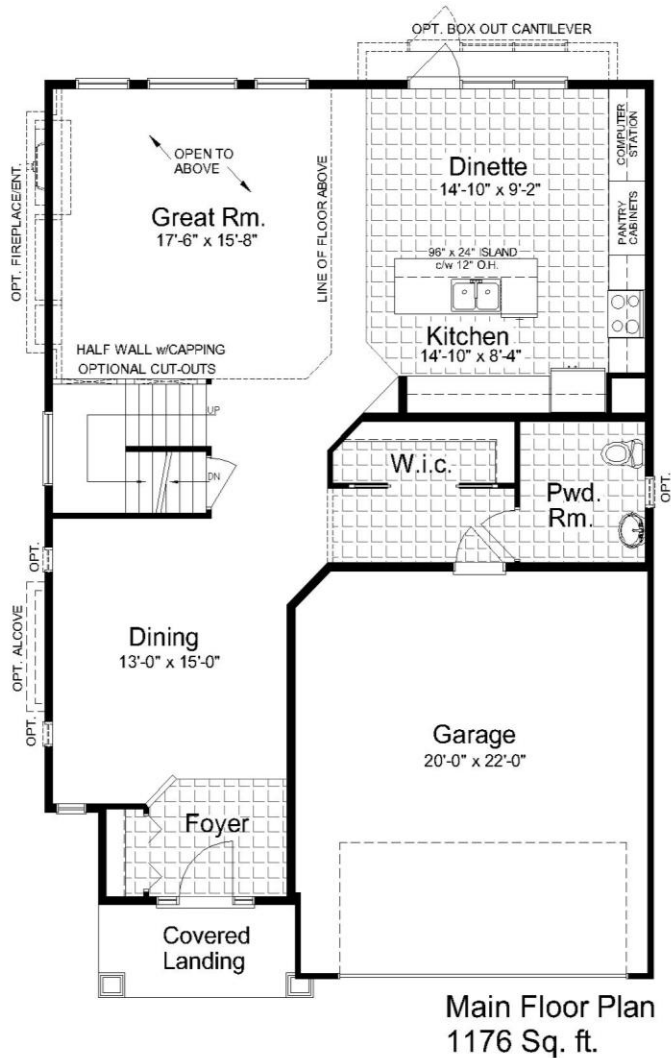 OPT. BOX OUT CANTILEVER
OPT. FIREPLACE/ENT.
OPEN TO
ABOVE
Great Rm.
17'-6" x 15'-8"
LINE OF FLOOR ABOVE
Dinette
14'-10" x 9'-2"
COMPUTER
STATION
PANTRY
CABINETS
96" x 24" ISLAND
c/w 12" O.H.
Kitchen
14'-10" x 8'-4"
HALF WALL w/CAPPING
OPTIONAL CUT-OUTS
UP
DN
W.i.c.
Pwd.
Rm.
OPT.
OPT.
OPT. ALCOVE
OPT.
Dining
13'-0" x 15'-0"
Garage
20'-0" x 22'-0"
Foyer
Covered
Landing
Main Floor Plan
1176 Sq. ft.